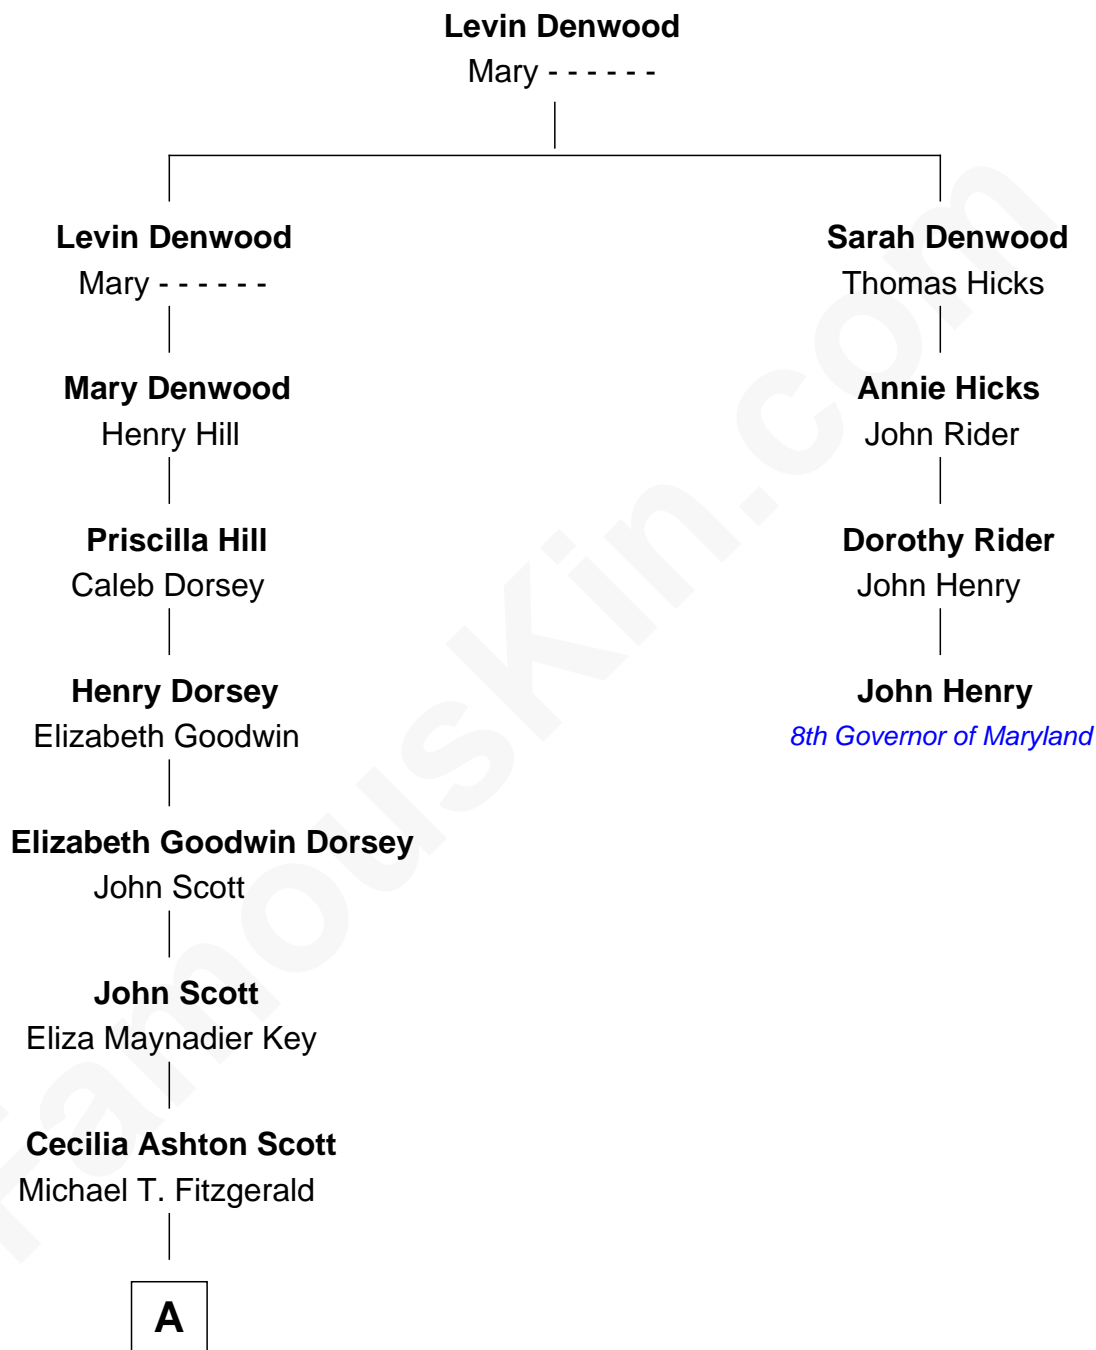 Levin Denwood
Mary - - - - - -
Levin Denwood
Mary - - - - - -
Mary Denwood
Henry Hill
Priscilla Hill
Caleb Dorsey
Henry Dorsey
Elizabeth Goodwin
Elizabeth Goodwin Dorsey
John Scott
John Scott
Eliza Maynadier Key
Cecilia Ashton Scott
Michael T. Fitzgerald
A
Sarah Denwood
Thomas Hicks
Annie Hicks
John Rider
Dorothy Rider
John Henry
John Henry
8th Governor of Maryland
FamousKin.com